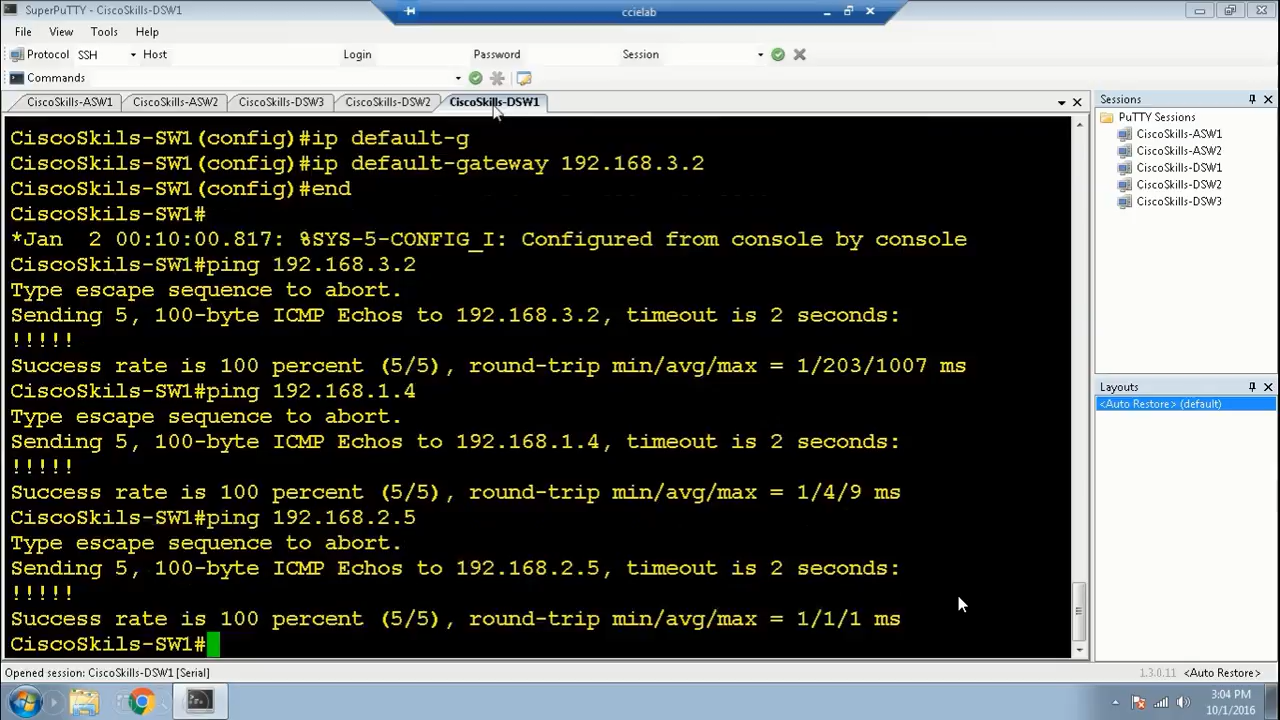 SuperPuTTY - CiscoSkills-DSW1
ccielab
File View Tools Help
Protocol SSH Host Login Password Session
Commands
CiscoSkills-ASW1 CiscoSkills-ASW2 CiscoSkills-DSW3 CiscoSkills-DSW2 CiscoSkills-DSW1
CiscoSkils-SW1(config)#ip default-g
CiscoSkils-SW1(config)#ip default-gateway 192.168.3.2
CiscoSkils-SW1(config)#end
CiscoSkils-SW1#
*Jan  2 00:10:00.817: %SYS-5-CONFIG_I: Configured from console by console
CiscoSkils-SW1#ping 192.168.3.2
Type escape sequence to abort.
Sending 5, 100-byte ICMP Echos to 192.168.3.2, timeout is 2 seconds:
!!!!!
Success rate is 100 percent (5/5), round-trip min/avg/max = 1/203/1007 ms
CiscoSkils-SW1#ping 192.168.1.4
Type escape sequence to abort.
Sending 5, 100-byte ICMP Echos to 192.168.1.4, timeout is 2 seconds:
!!!!!
Success rate is 100 percent (5/5), round-trip min/avg/max = 1/4/9 ms
CiscoSkils-SW1#ping 192.168.2.5
Type escape sequence to abort.
Sending 5, 100-byte ICMP Echos to 192.168.2.5, timeout is 2 seconds:
!!!!!
Success rate is 100 percent (5/5), round-trip min/avg/max = 1/1/1 ms
CiscoSkils-SW1#
Sessions
PuTTY Sessions
CiscoSkills-ASW1
CiscoSkills-ASW2
CiscoSkills-DSW1
CiscoSkills-DSW2
CiscoSkills-DSW3
Layouts
<Auto Restore> (default)
Opened session: CiscoSkills-DSW1 [Serial]
1.3.0.11 <Auto Restore>
3:04 PM
10/1/2016